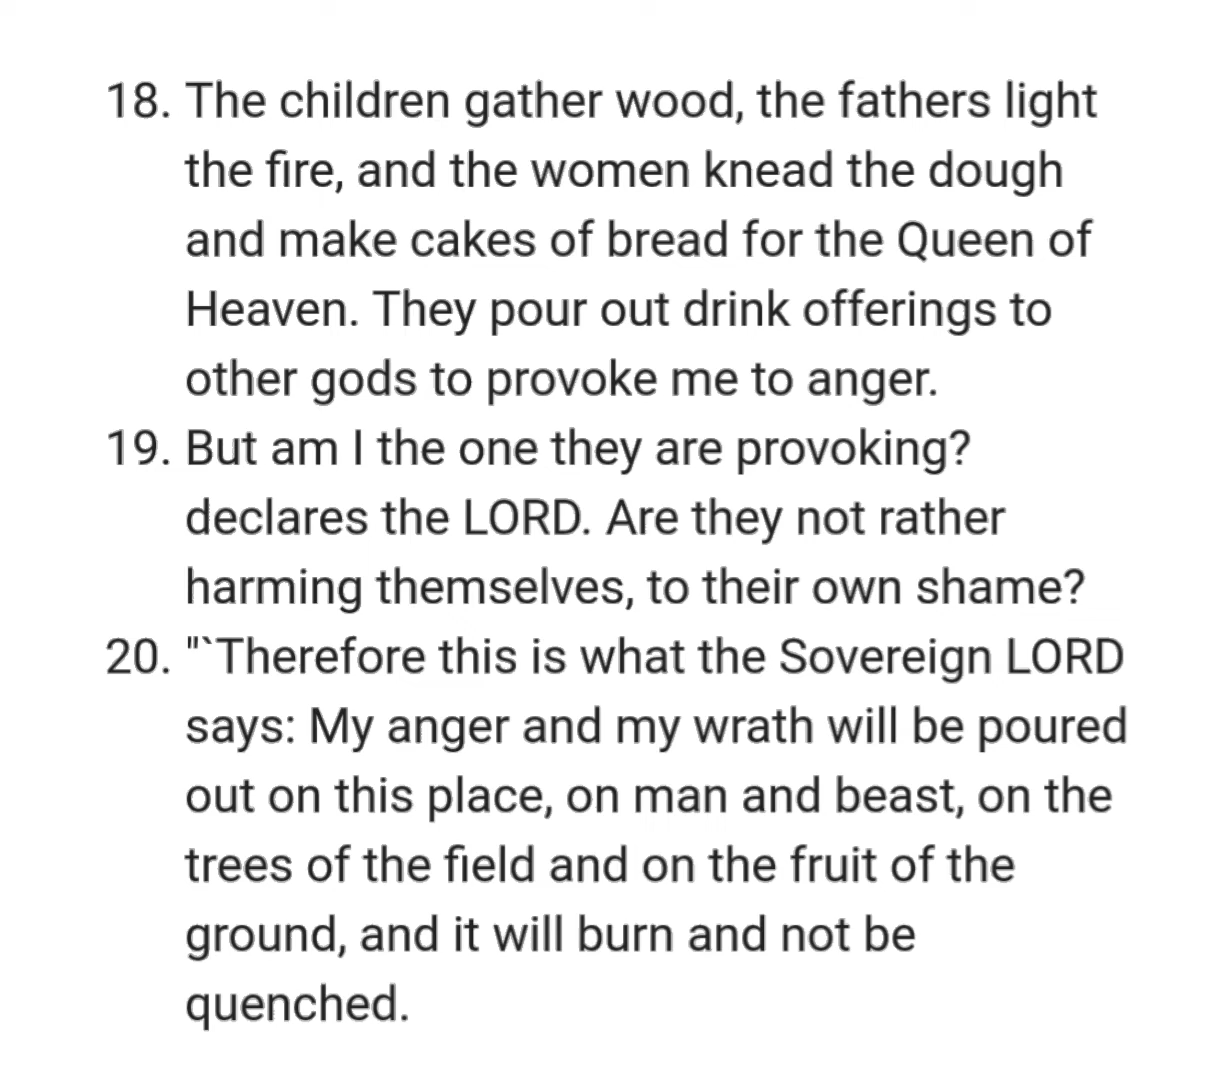 18. The children gather wood, the fathers light
the fire, and the women knead the dough
and make cakes of bread for the Queen of
Heaven. They pour out drink offerings to
other gods to provoke me to anger.
19. But am I the one they are provoking?
declares the LORD. Are they not rather
harming themselves, to their own shame?
20. "`Therefore this is what the Sovereign LORD
says: My anger and my wrath will be poured
out on this place, on man and beast, on the
trees of the field and on the fruit of the
ground, and it will burn and not be
quenched.